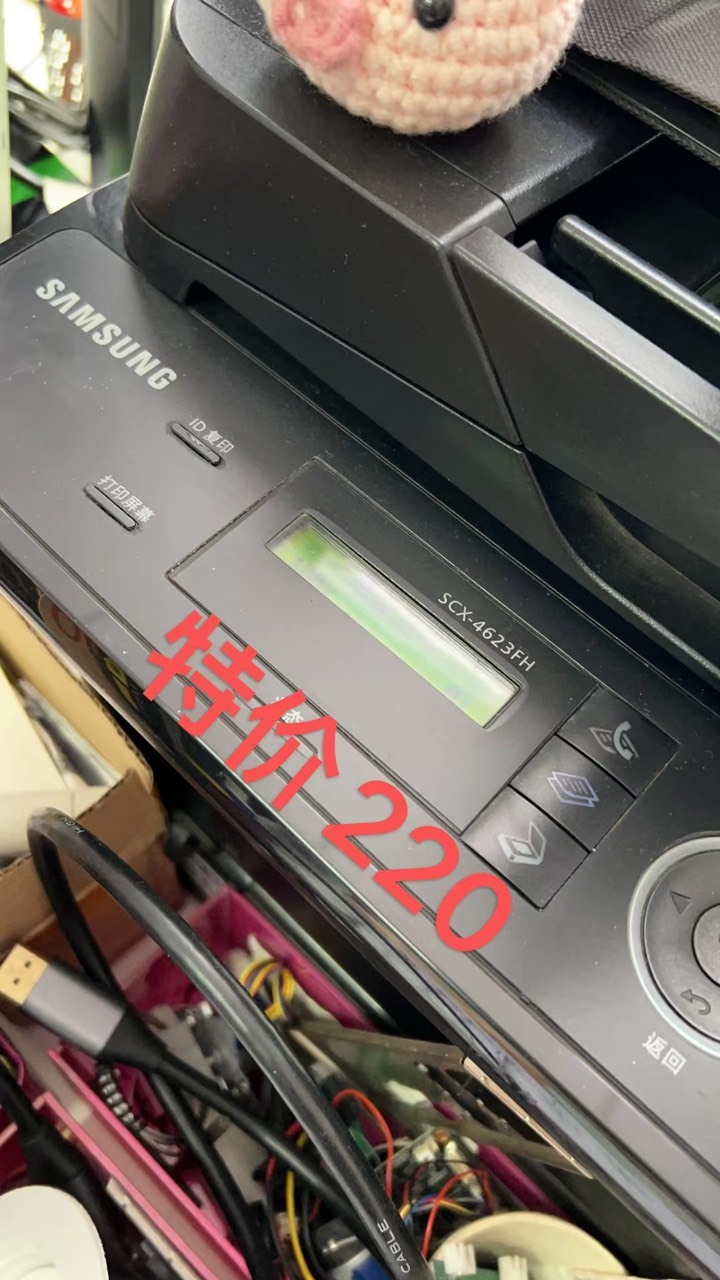 SAMSUNG
ID 复印
打印屏幕
SCX-4623FH
特价 220
返回
CABLE